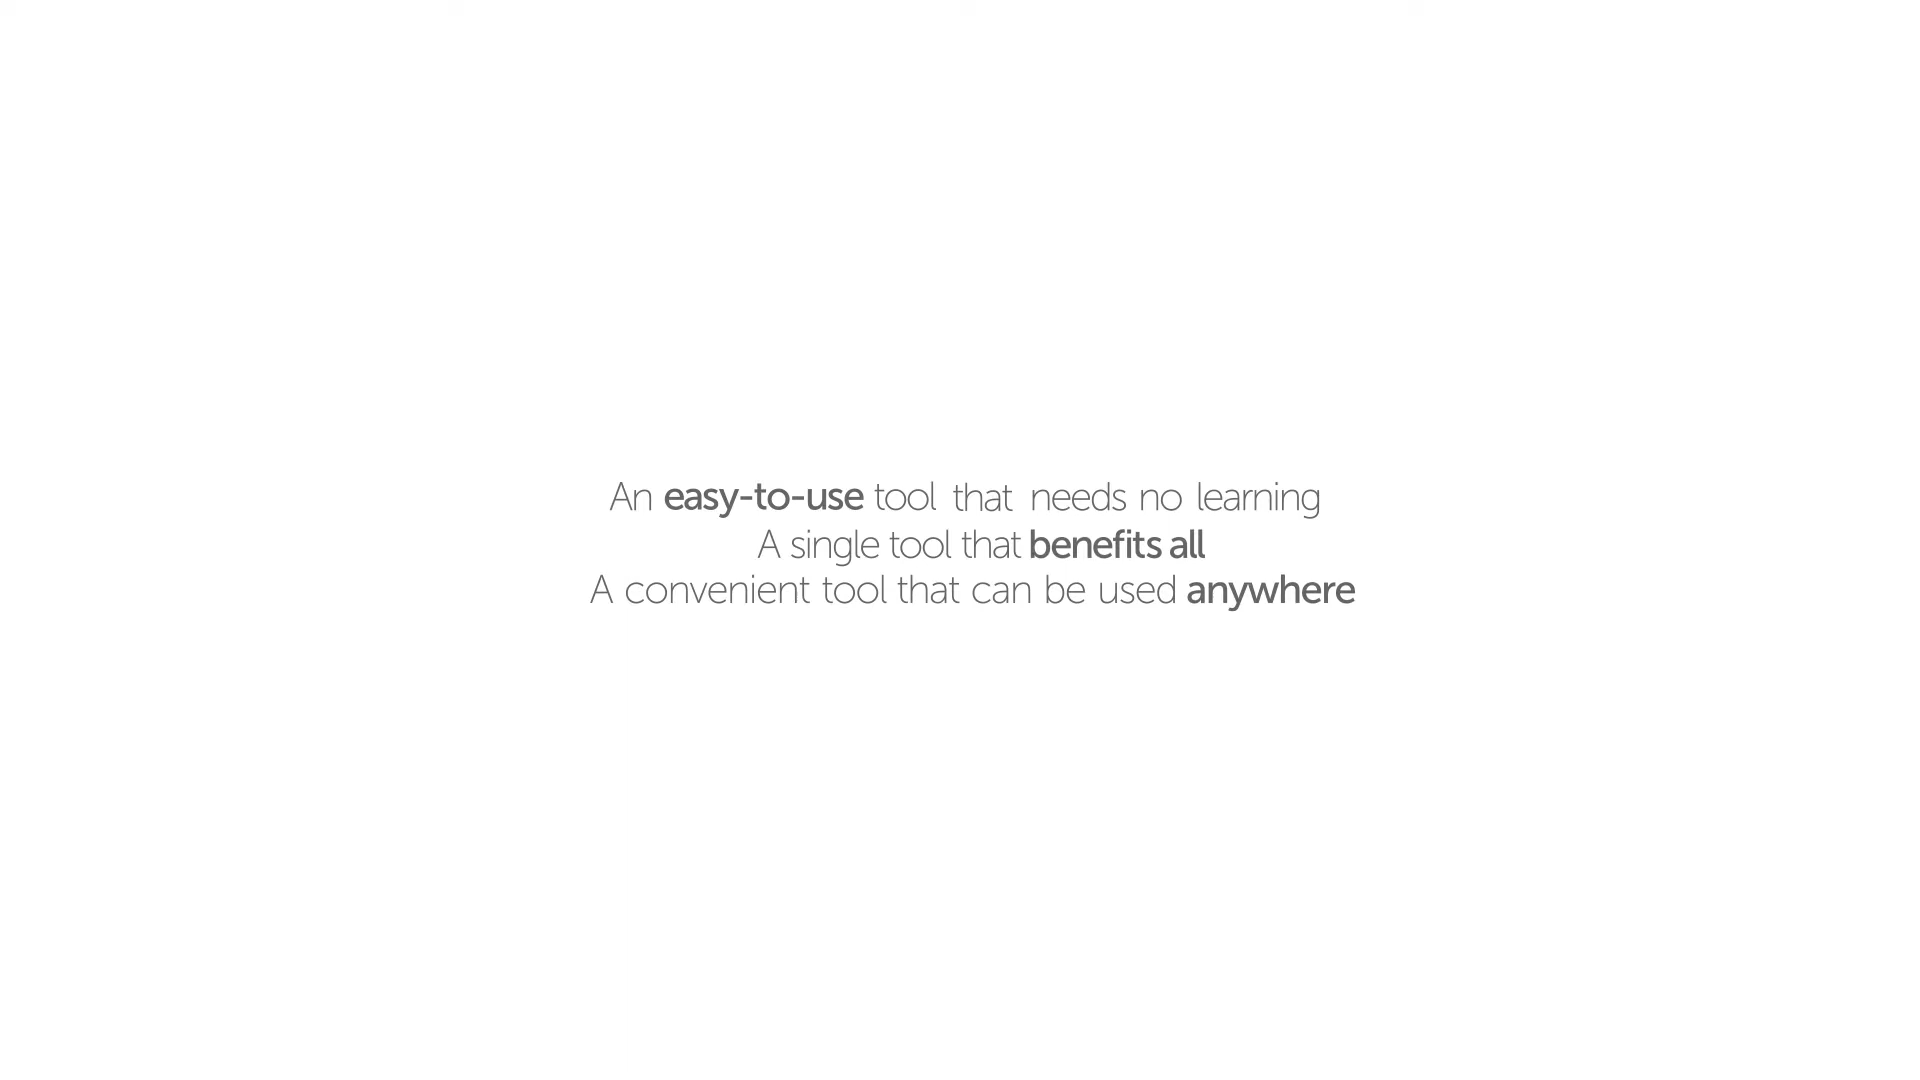 An easy-to-use tool that needs no learning
A single tool that benefits all
A convenient tool that can be used anywhere